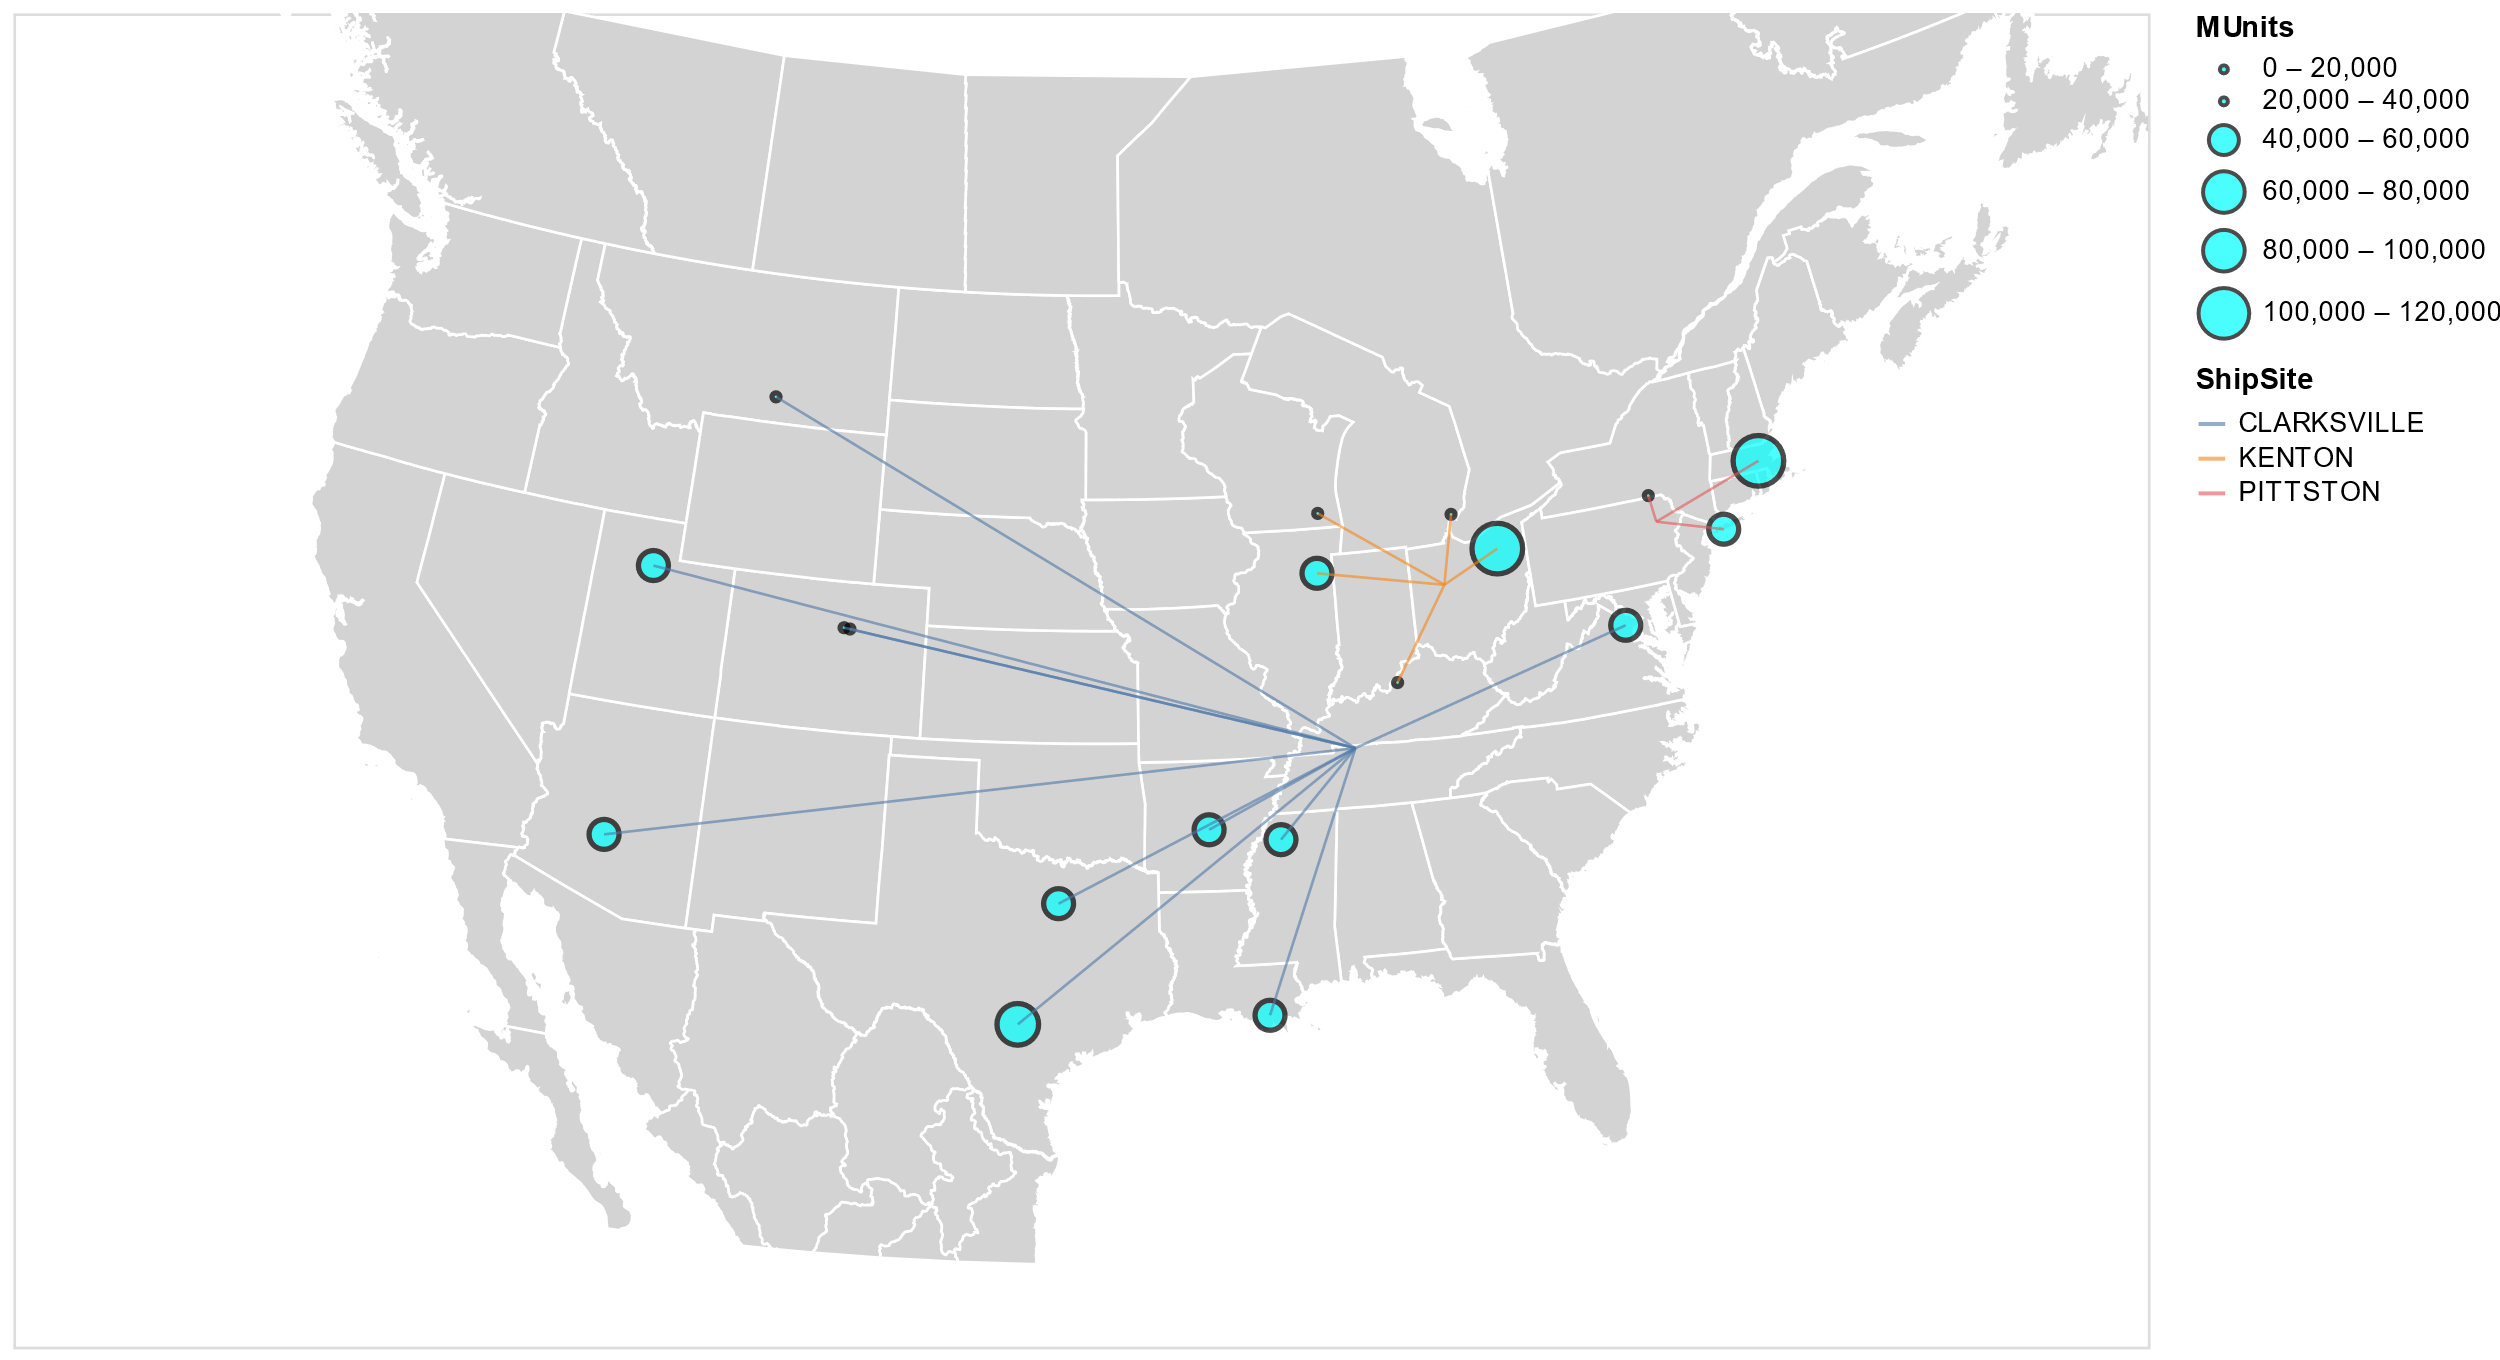 MUnits
0 – 20,000
20,000 – 40,000
40,000 – 60,000
60,000 – 80,000
80,000 – 100,000
100,000 – 120,000
ShipSite
CLARKSVILLE
KENTON
PITTSTON